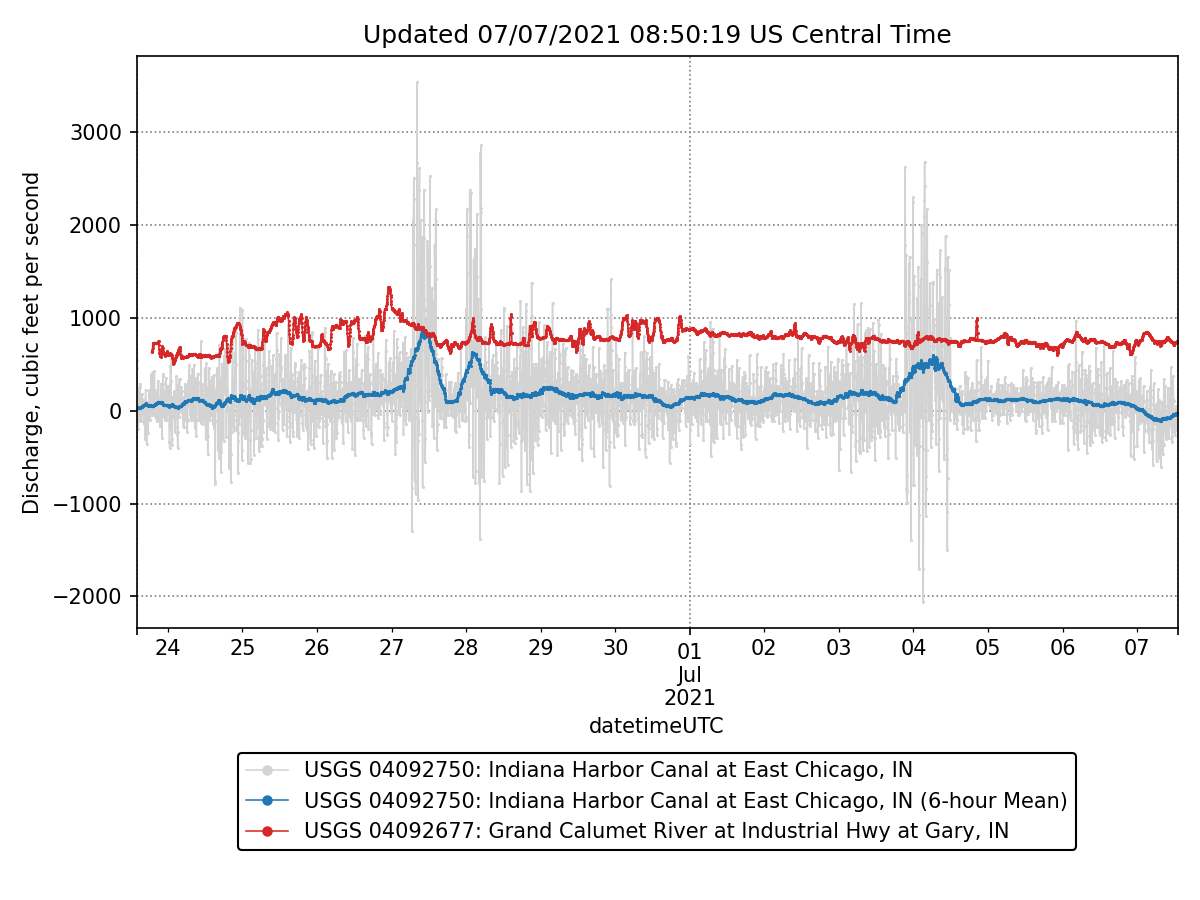 Updated 07/07/2021 08:50:19 US Central Time
Discharge, cubic feet per second
3000
2000
1000
0
−1000
−2000
24 25 26 27 28 29 30 01 02 03 04 05 06 07
Jul
2021
datetimeUTC
USGS 04092750: Indiana Harbor Canal at East Chicago, IN
USGS 04092750: Indiana Harbor Canal at East Chicago, IN (6-hour Mean)
USGS 04092677: Grand Calumet River at Industrial Hwy at Gary, IN